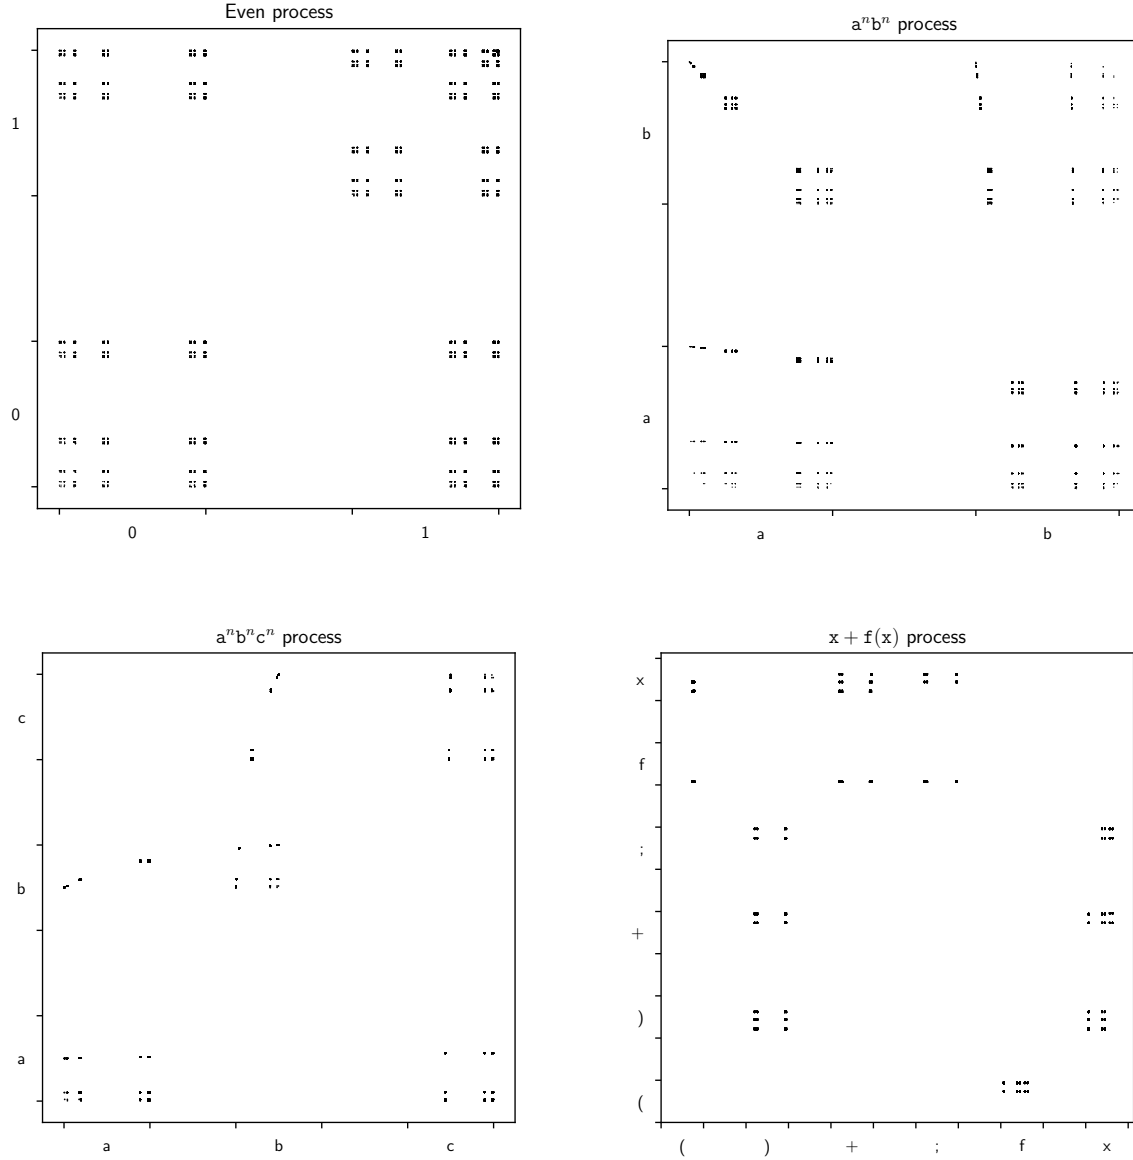 Even process
1
0
0 1
aⁿbⁿ process
b
a
a b
aⁿbⁿcⁿ process
c
b
a
a b c
x + f(x) process
x
f
;
+
)
(
( ) + ; f x